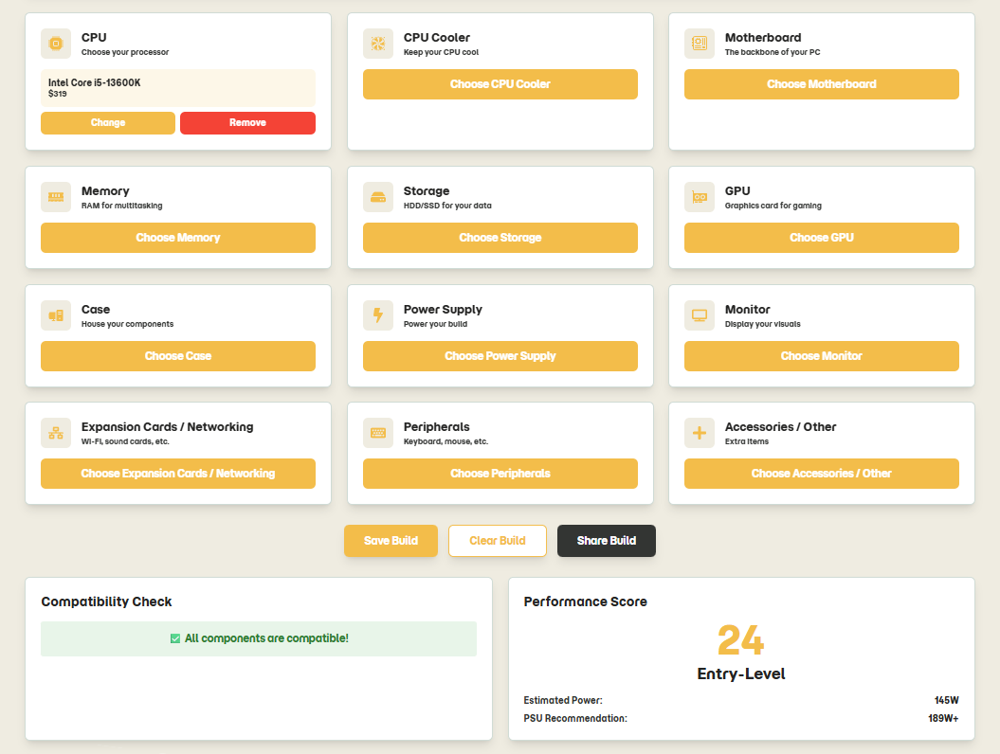 CPU
Choose your processor
Intel Core i5-13600K
$319
Change
Remove
CPU Cooler
Keep your CPU cool
Choose CPU Cooler
Motherboard
The backbone of your PC
Choose Motherboard
Memory
RAM for multitasking
Choose Memory
Storage
HDD/SSD for your data
Choose Storage
GPU
Graphics card for gaming
Choose GPU
Case
House your components
Choose Case
Power Supply
Power your build
Choose Power Supply
Monitor
Display your visuals
Choose Monitor
Expansion Cards / Networking
Wi-Fi, sound cards, etc.
Choose Expansion Cards / Networking
Peripherals
Keyboard, mouse, etc.
Choose Peripherals
Accessories / Other
Extra items
Choose Accessories / Other
Save Build
Clear Build
Share Build
Compatibility Check
✅ All components are compatible!
Performance Score
24
Entry-Level
Estimated Power: 145W
PSU Recommendation: 189W+